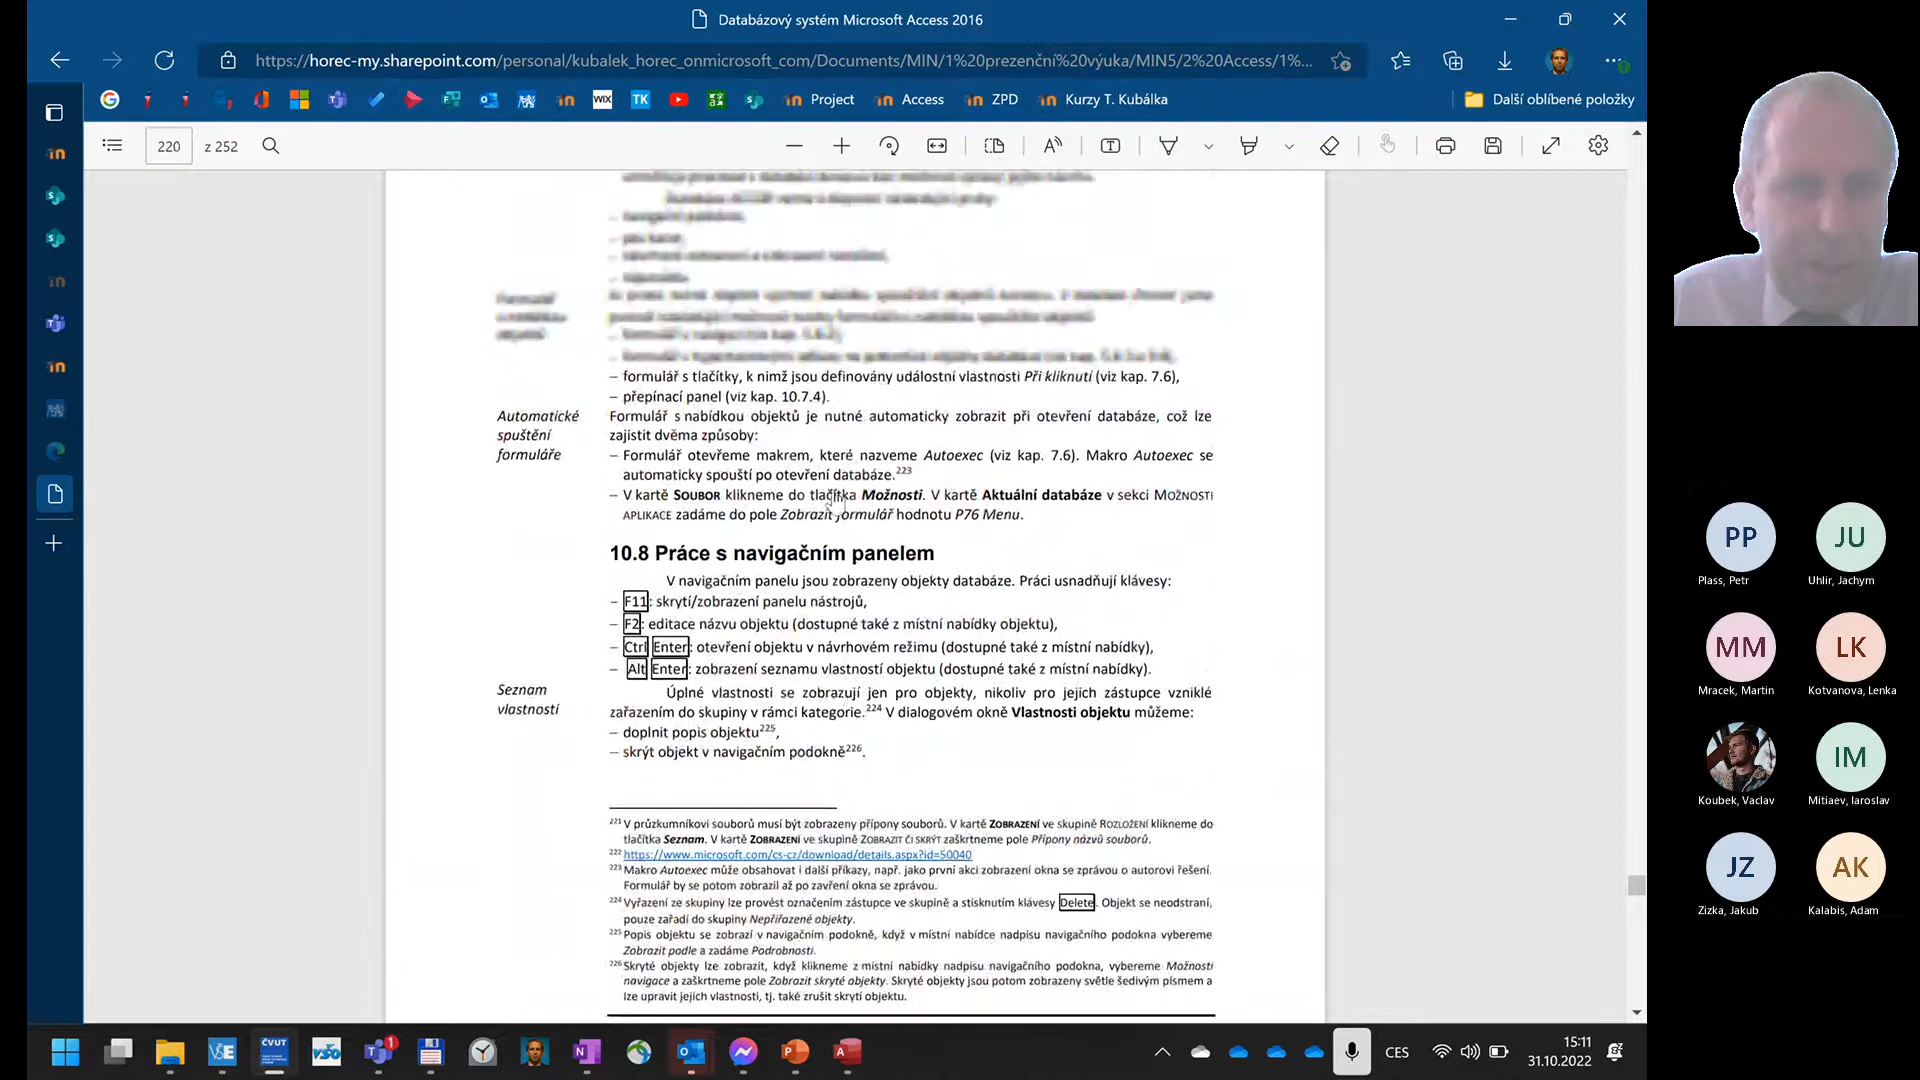 Databázový systém Microsoft Access 2016
https://horec-my.sharepoint.com/personal/kubalek_horec_onmicrosoft_com/Documents/MIN/1%20prezenční%20výuka/MIN5/2%20Access/1%...
WIX
TK
Project
Access
ZPD
Kurzy T. Kubálka
Další oblíbené položky
220 z 252
– formulář s tlačítky, k nimž jsou definovány událostní vlastnosti Při kliknutí (viz kap. 7.6),
– přepínací panel (viz kap. 10.7.4).
Automatické
spuštění
formuláře
Formulář s nabídkou objektů je nutné automaticky zobrazit při otevření databáze, což lze
zajistit dvěma způsoby:
– Formulář otevřeme makrem, které nazveme Autoexec (viz kap. 7.6). Makro Autoexec se
automaticky spouští po otevření databáze.223
– V kartě SOUBOR klikneme do tlačítka Možnosti. V kartě Aktuální databáze v sekci MOŽNOSTI
APLIKACE zadáme do pole Zobrazit formulář hodnotu P76 Menu.
10.8 Práce s navigačním panelem
V navigačním panelu jsou zobrazeny objekty databáze. Práci usnadňují klávesy:
– F11: skrytí/zobrazení panelu nástrojů,
– F2: editace názvu objektu (dostupné také z místní nabídky objektu),
– Ctrl Enter: otevření objektu v návrhovém režimu (dostupné také z místní nabídky),
– Alt Enter: zobrazení seznamu vlastností objektu (dostupné také z místní nabídky).
Seznam
vlastností
Úplné vlastnosti se zobrazují jen pro objekty, nikoliv pro jejich zástupce vzniklé
zařazením do skupiny v rámci kategorie.224 V dialogovém okně Vlastnosti objektu můžeme:
– doplnit popis objektu225,
– skrýt objekt v navigačním podokně226.
221 V průzkumníkovi souborů musí být zobrazeny přípony souborů. V kartě ZOBRAZENÍ ve skupině ROZLOŽENÍ klikneme do
tlačítka Seznam. V kartě ZOBRAZENÍ ve skupině ZOBRAZIT ČI SKRÝT zaškrtneme pole Přípony názvů souborů.
222 https://www.microsoft.com/cs-cz/download/details.aspx?id=50040
223 Makro Autoexec může obsahovat i další příkazy, např. jako první akci zobrazení okna se zprávou o autorovi řešení.
Formulář by se potom zobrazil až po zavření okna se zprávou.
224 Vyřazení ze skupiny lze provést označením zástupce ve skupině a stisknutím klávesy Delete. Objekt se neodstraní,
pouze zařadí do skupiny Nepřiřazené objekty.
225 Popis objektu se zobrazí v navigačním podokně, když v místní nabídce nadpisu navigačního podokna vybereme
Zobrazit podle a zadáme Podrobnosti.
226 Skryté objekty lze zobrazit, když klikneme z místní nabídky nadpisu navigačního podokna, vybereme Možnosti
navigace a zaškrtneme pole Zobrazit skryté objekty. Skryté objekty jsou potom zobrazeny světle šedivým písmem a
lze upravit jejich vlastnosti, tj. také zrušit skrytí objektu.
PP
JU
Plass, Petr
Uhlir, Jachym
MM
LK
Mracek, Martin
Kotvanova, Lenka
IM
Koubek, Vaclav
Mitiaev, Iaroslav
JZ
AK
Zizka, Jakub
Kalabis, Adam
VŠE
ČVUT
VŠO
1
CES
15:11
31.10.2022